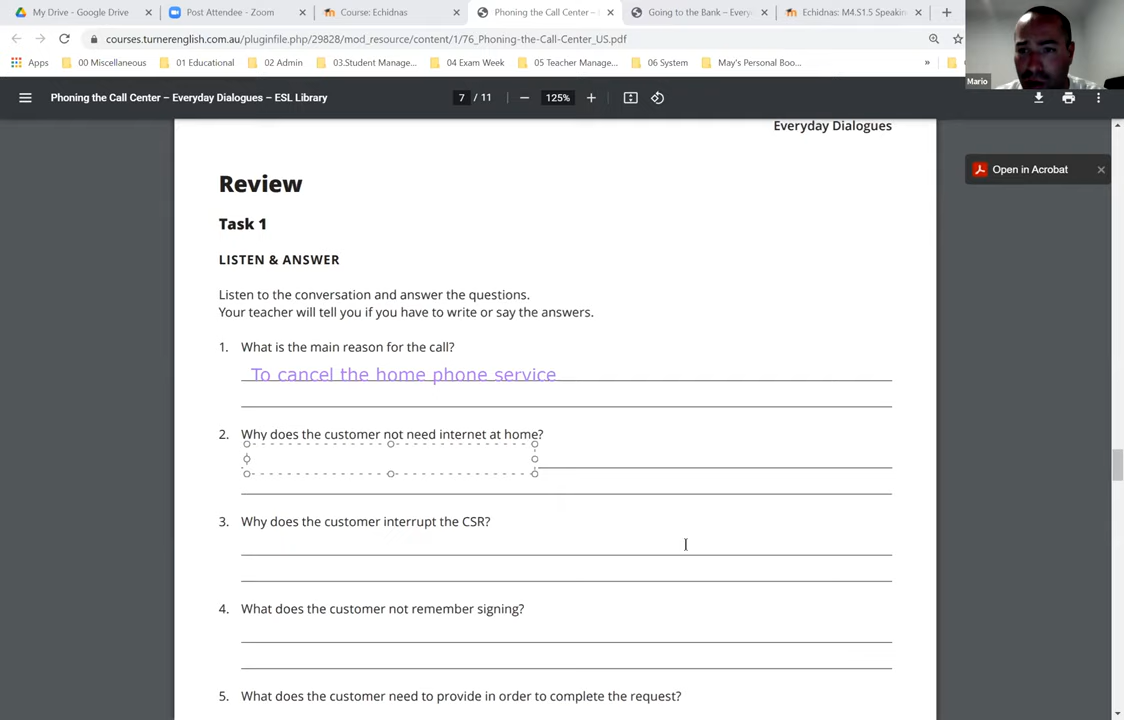 My Drive - Google Drive
Post Attendee - Zoom
Course: Echidnas
Phoning the Call Center –
Going to the Bank – Every
Echidnas: M4.S1.5 Speakin
courses.turnerenglish.com.au/pluginfile.php/29828/mod_resource/content/1/76_Phoning-the-Call-Center_US.pdf
Apps
00 Miscellaneous
01 Educational
02 Admin
03.Student Manage...
04 Exam Week
05 Teacher Manage...
06 System
May's Personal Boo...
»
Mario
Phoning the Call Center – Everyday Dialogues – ESL Library
7 / 11
125%
Everyday Dialogues
Open in Acrobat
Review
Task 1
LISTEN & ANSWER
Listen to the conversation and answer the questions.
Your teacher will tell you if you have to write or say the answers.
1. What is the main reason for the call?
To cancel the home phone service
2. Why does the customer not need internet at home?
3. Why does the customer interrupt the CSR?
4. What does the customer not remember signing?
5. What does the customer need to provide in order to complete the request?